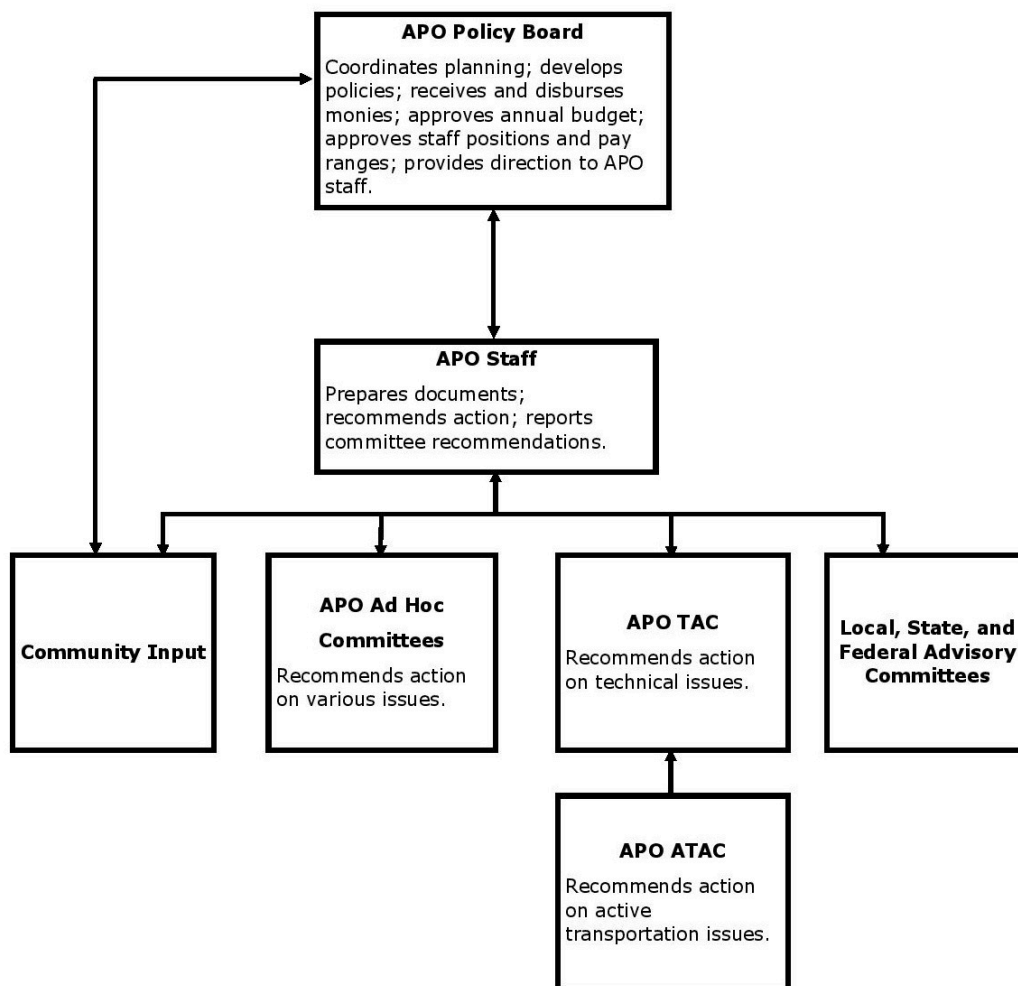 APO Policy Board
Coordinates planning; develops
policies; receives and disburses
monies; approves annual budget;
approves staff positions and pay
ranges; provides direction to APO
staff.
APO Staff
Prepares documents;
recommends action; reports
committee recommendations.
Community Input
APO Ad Hoc
Committees
Recommends action
on various issues.
APO TAC
Recommends action
on technical issues.
Local, State, and
Federal Advisory
Committees
APO ATAC
Recommends action
on active
transportation issues.